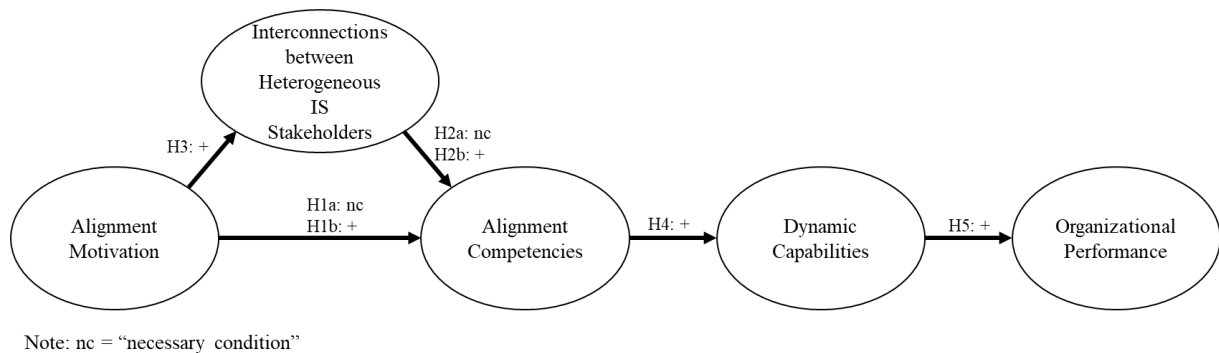 Interconnections
between
Heterogeneous
IS
Stakeholders
H3: +
H2a: nc
H2b: +
Alignment
Motivation
H1a: nc
H1b: +
Alignment
Competencies
H4: +
Dynamic
Capabilities
H5: +
Organizational
Performance
Note: nc = “necessary condition”